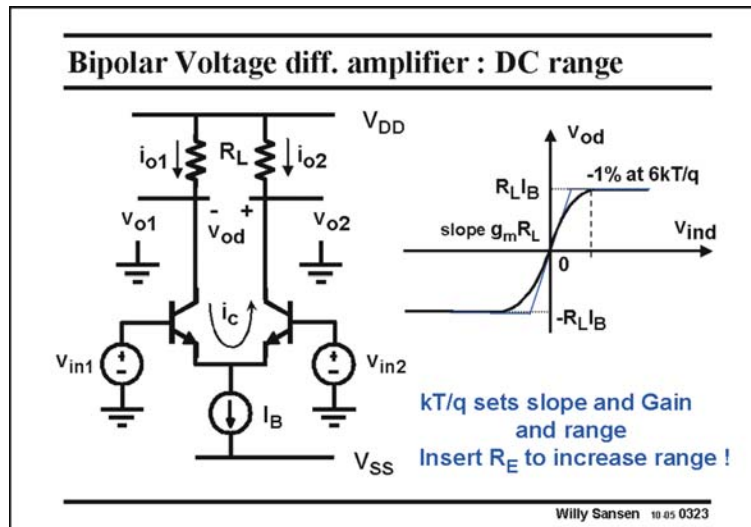 Bipolar Voltage diff. amplifier : DC range
VDD
io1
RL
io2
vo1
- +
vod
vo2
ic
vin1
+
-
+
-
vin2
IB
VSS
vod
RLIB
-1% at 6kT/q
slope gmRL
vind
0
-RLIB
kT/q sets slope and Gain
and range
Insert RE to increase range !
Willy Sansen 10-05 0323